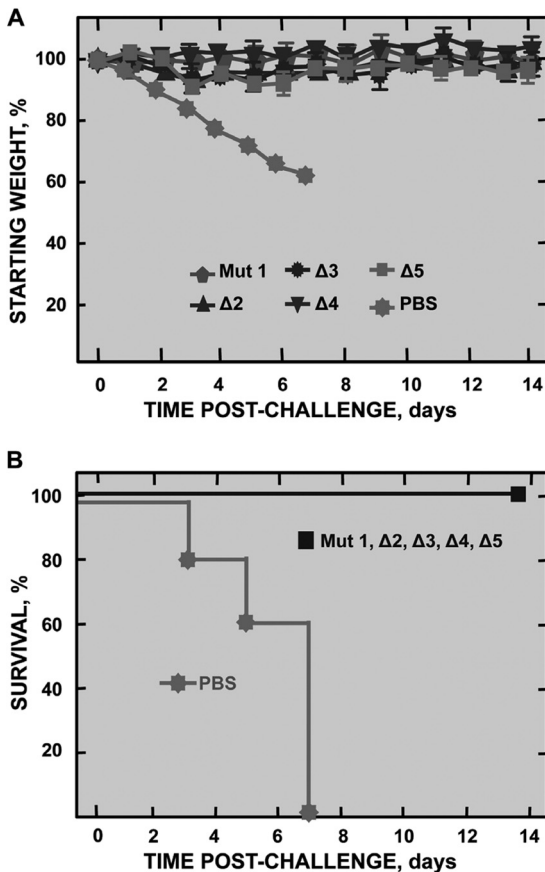 A
STARTING WEIGHT, %
100
80
60
40
20
Mut 1 Δ3 Δ5
Δ2 Δ4 PBS
0 2 4 6 8 10 12 14
TIME POST-CHALLENGE, days
B
SURVIVAL, %
100
80
60
40
20
Mut 1, Δ2, Δ3, Δ4, Δ5
PBS
0 2 4 6 8 10 12 14
TIME POST-CHALLENGE, days